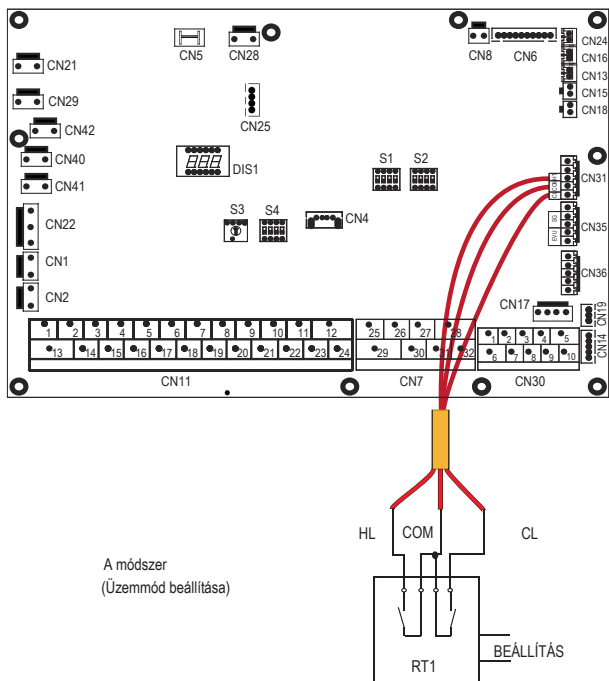 CN21
CN5
CN28
CN8
CN6
CN24
CN16
CN13
CN15
CN18
CN29
CN42
CN25
CN40
CN41
DIS1
S1
S2
CN31
CN22
S3
S4
CN4
SG
EVU
CN35
CN1
CN36
CN2
CN17
CN19
CN14
1 2 3 4 5 6 7 8 9 10 11 12
13 14 15 16 17 18 19 20 21 22 23 24
CN11
25 26 27 28
29 30 31 32
CN7
1 2 3 4 5
6 7 8 9 10
CN30
HL
COM
CL
A módszer
(Üzemmód beállítása)
BEÁLLÍTÁS
RT1